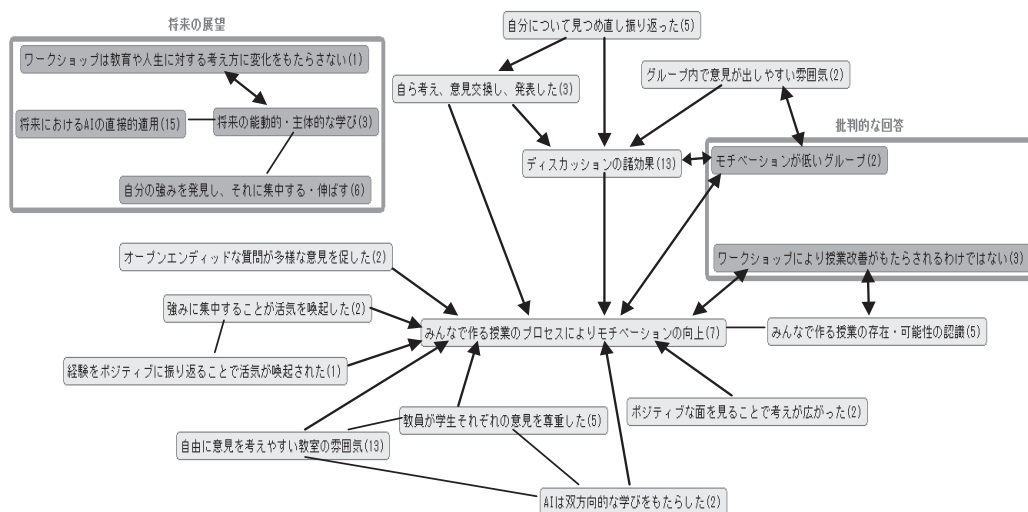 将来の展望
自分について見つめ直し振り返った(5)
ワークショップは教育や人生に対する考え方に変化をもたらさない(1)
グループ内で意見が出しやすい雰囲気(2)
自ら考え、意見交換し、発表した(3)
将来におけるAIの直接的適用(15)
将来の能動的・主体的な学び(3)
批判的な回答
ディスカッションの諸効果(13)
モチベーションが低いグループ(2)
自分の強みを発見し、それに集中する・伸ばす(6)
オープンエンディッドな質問が多様な意見を促した(2)
ワークショップにより授業改善がもたらされるわけではない(3)
強みに集中することが活気を喚起した(2)
みんなで作る授業のプロセスによりモチベーションの向上(7)
みんなで作る授業の存在・可能性の認識(5)
経験をポジティブに振り返ることで活気が喚起された(1)
教員が学生それぞれの意見を尊重した(5)
ポジティブな面を見ることで考えが広がった(2)
自由に意見を考えやすい教室の雰囲気(13)
AIは双方向的な学びをもたらした(2)